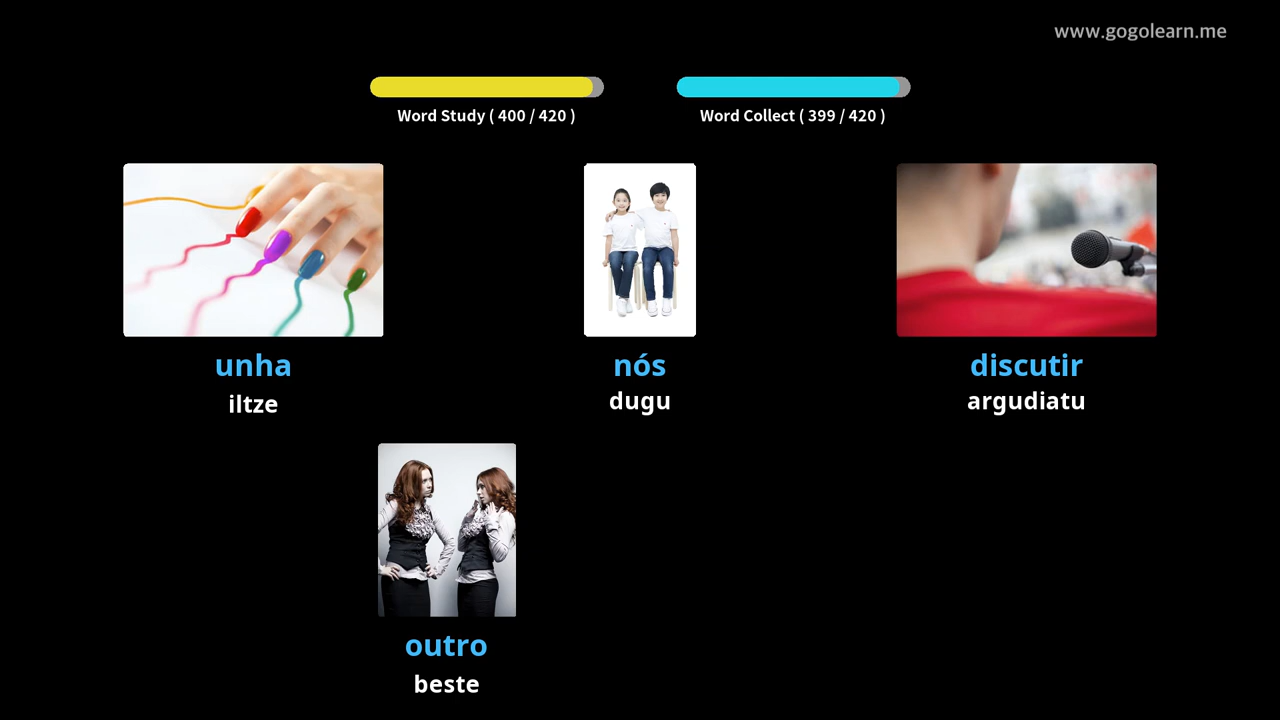 www.gogolearn.me
Word Study ( 400 / 420 )
Word Collect ( 399 / 420 )
unha
iltze
nós
dugu
discutir
argudiatu
outro
beste